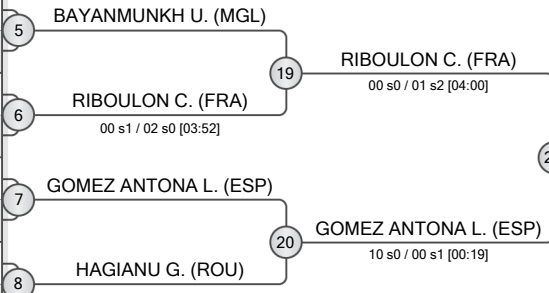 BAYANMUNKH U. (MGL)
5
19
RIBOULON C. (FRA)
00 s0 / 01 s2 [04:00]
RIBOULON C. (FRA)
6
00 s1 / 02 s0 [03:52]
GOMEZ ANTONA L. (ESP)
7
20
GOMEZ ANTONA L. (ESP)
10 s0 / 00 s1 [00:19]
HAGIANU G. (ROU)
8